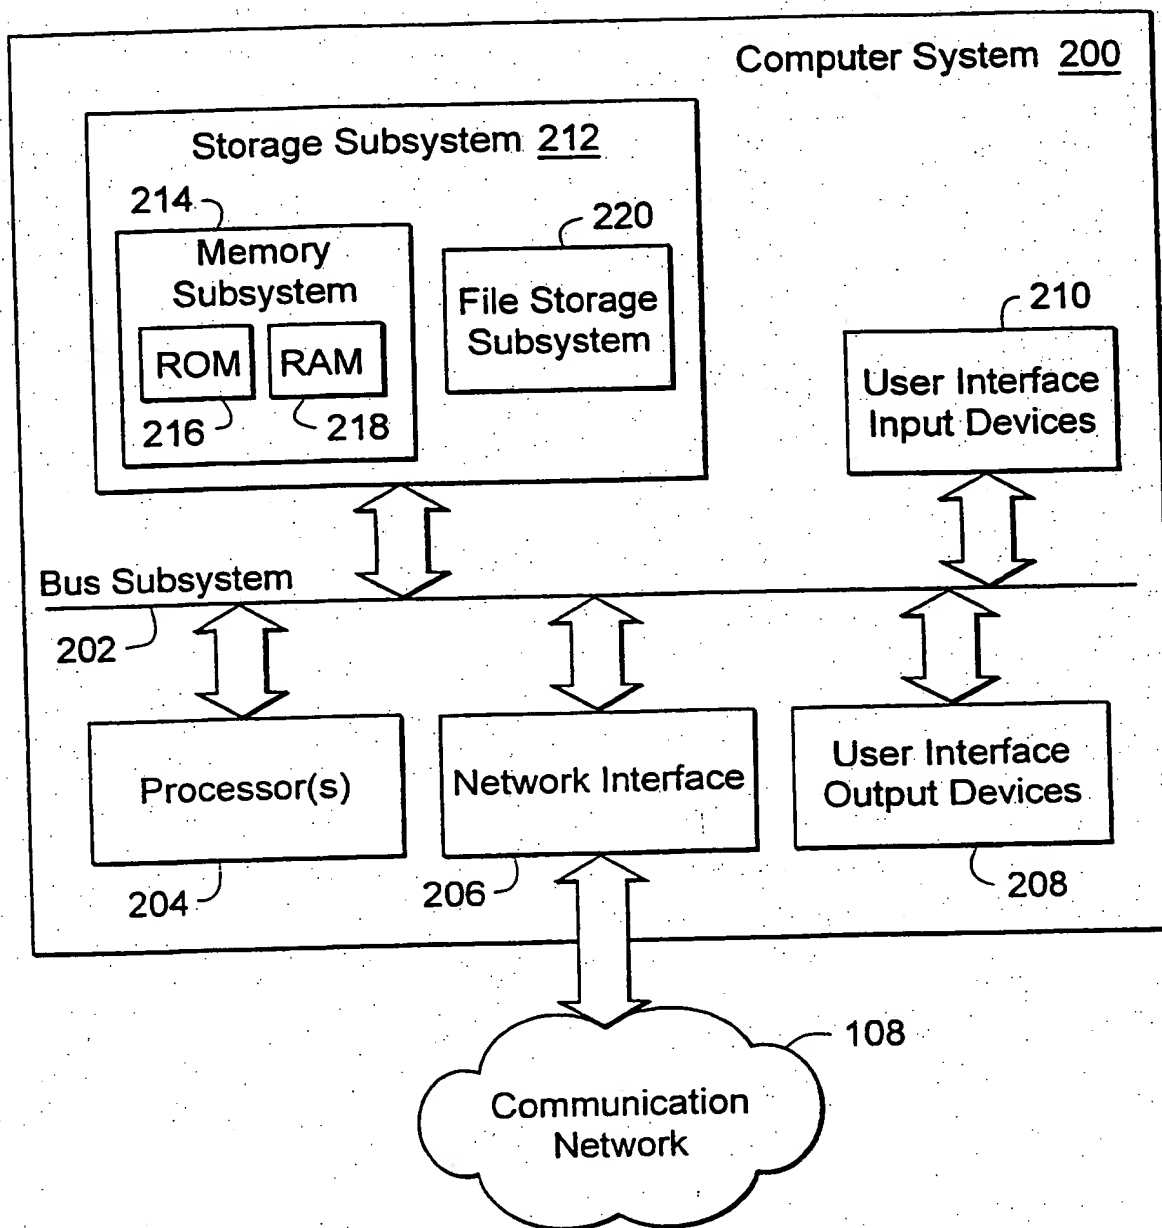 Computer System 200
Storage Subsystem 212
214
Memory
Subsystem
ROM
RAM
216
218
220
File Storage
Subsystem
210
User Interface
Input Devices
Bus Subsystem
202
Processor(s)
204
Network Interface
206
User Interface
Output Devices
208
108
Communication
Network